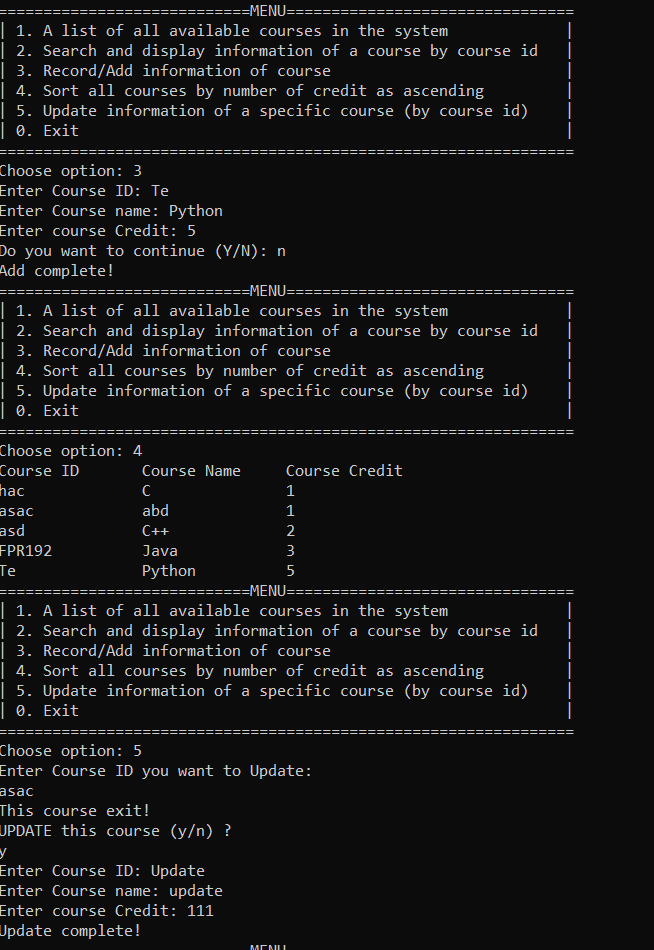 ============================MENU================================
| 1. A list of all available courses in the system             |
| 2. Search and display information of a course by course id   |
| 3. Record/Add information of course                          |
| 4. Sort all courses by number of credit as ascending         |
| 5. Update information of a specific course (by course id)    |
| 0. Exit                                                      |
================================================================
Choose option: 3
Enter Course ID: Te
Enter Course name: Python
Enter course Credit: 5
Do you want to continue (Y/N): n
Add complete!
============================MENU================================
| 1. A list of all available courses in the system             |
| 2. Search and display information of a course by course id   |
| 3. Record/Add information of course                          |
| 4. Sort all courses by number of credit as ascending         |
| 5. Update information of a specific course (by course id)    |
| 0. Exit                                                      |
================================================================
Choose option: 4
Course ID       Course Name     Course Credit
hac             C               1
asac            abd             1
asd             C++             2
FPR192          Java            3
Te              Python          5
============================MENU================================
| 1. A list of all available courses in the system             |
| 2. Search and display information of a course by course id   |
| 3. Record/Add information of course                          |
| 4. Sort all courses by number of credit as ascending         |
| 5. Update information of a specific course (by course id)    |
| 0. Exit                                                      |
================================================================
Choose option: 5
Enter Course ID you want to Update:
asac
This course exit!
UPDATE this course (y/n) ?
y
Enter Course ID: Update
Enter Course name: update
Enter course Credit: 111
Update complete!
MENU